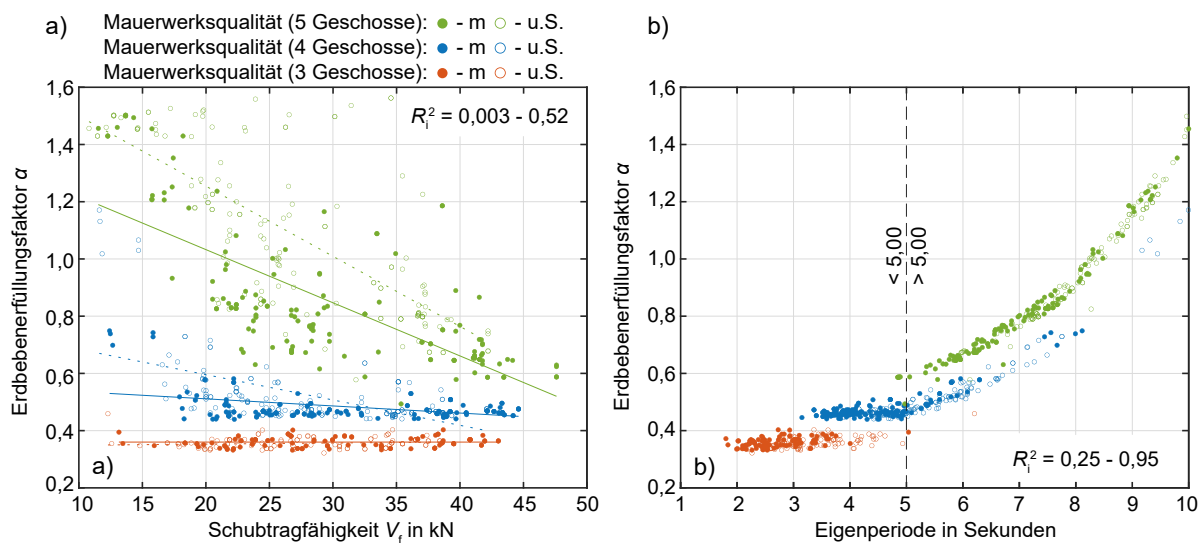 a)
Mauerwerksqualität (5 Geschosse): ● - m ○ - u.S.
Mauerwerksqualität (4 Geschosse): ● - m ○ - u.S.
Mauerwerksqualität (3 Geschosse): ● - m ○ - u.S.
Erdbebenerfüllungsfaktor α
1,6
1,4
1,2
1,0
0,8
0,6
0,4
0,2
R_i² = 0,003 - 0,52
a)
10 15 20 25 30 35 40 45 50
Schubtragfähigkeit V_f in kN
b)
Erdbebenerfüllungsfaktor α
1,6
1,4
1,2
1,0
0,8
0,6
0,4
0,2
< 5,00
> 5,00
b)
R_i² = 0,25 - 0,95
1 2 3 4 5 6 7 8 9 10
Eigenperiode in Sekunden